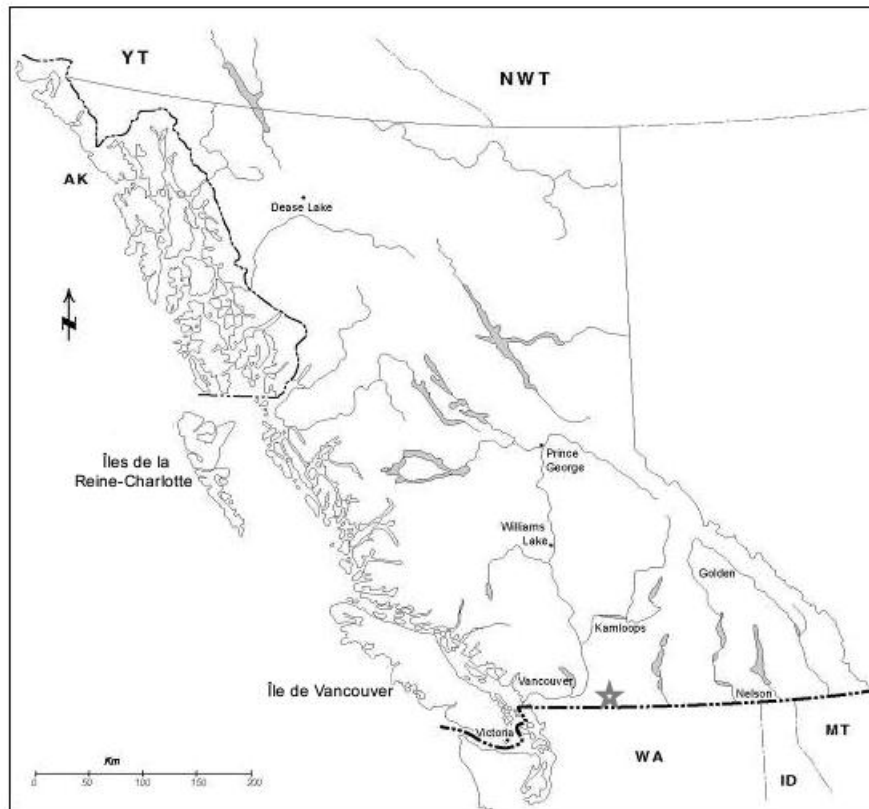 YT
NWT
AK
Dease Lake
N
Îles de la
Reine-Charlotte
Prince
George
Williams
Lake
Golden
Kamloops
Île de Vancouver
Vancouver
Nelson
Victoria
MT
WA
ID
Km
0 50 100 150 200